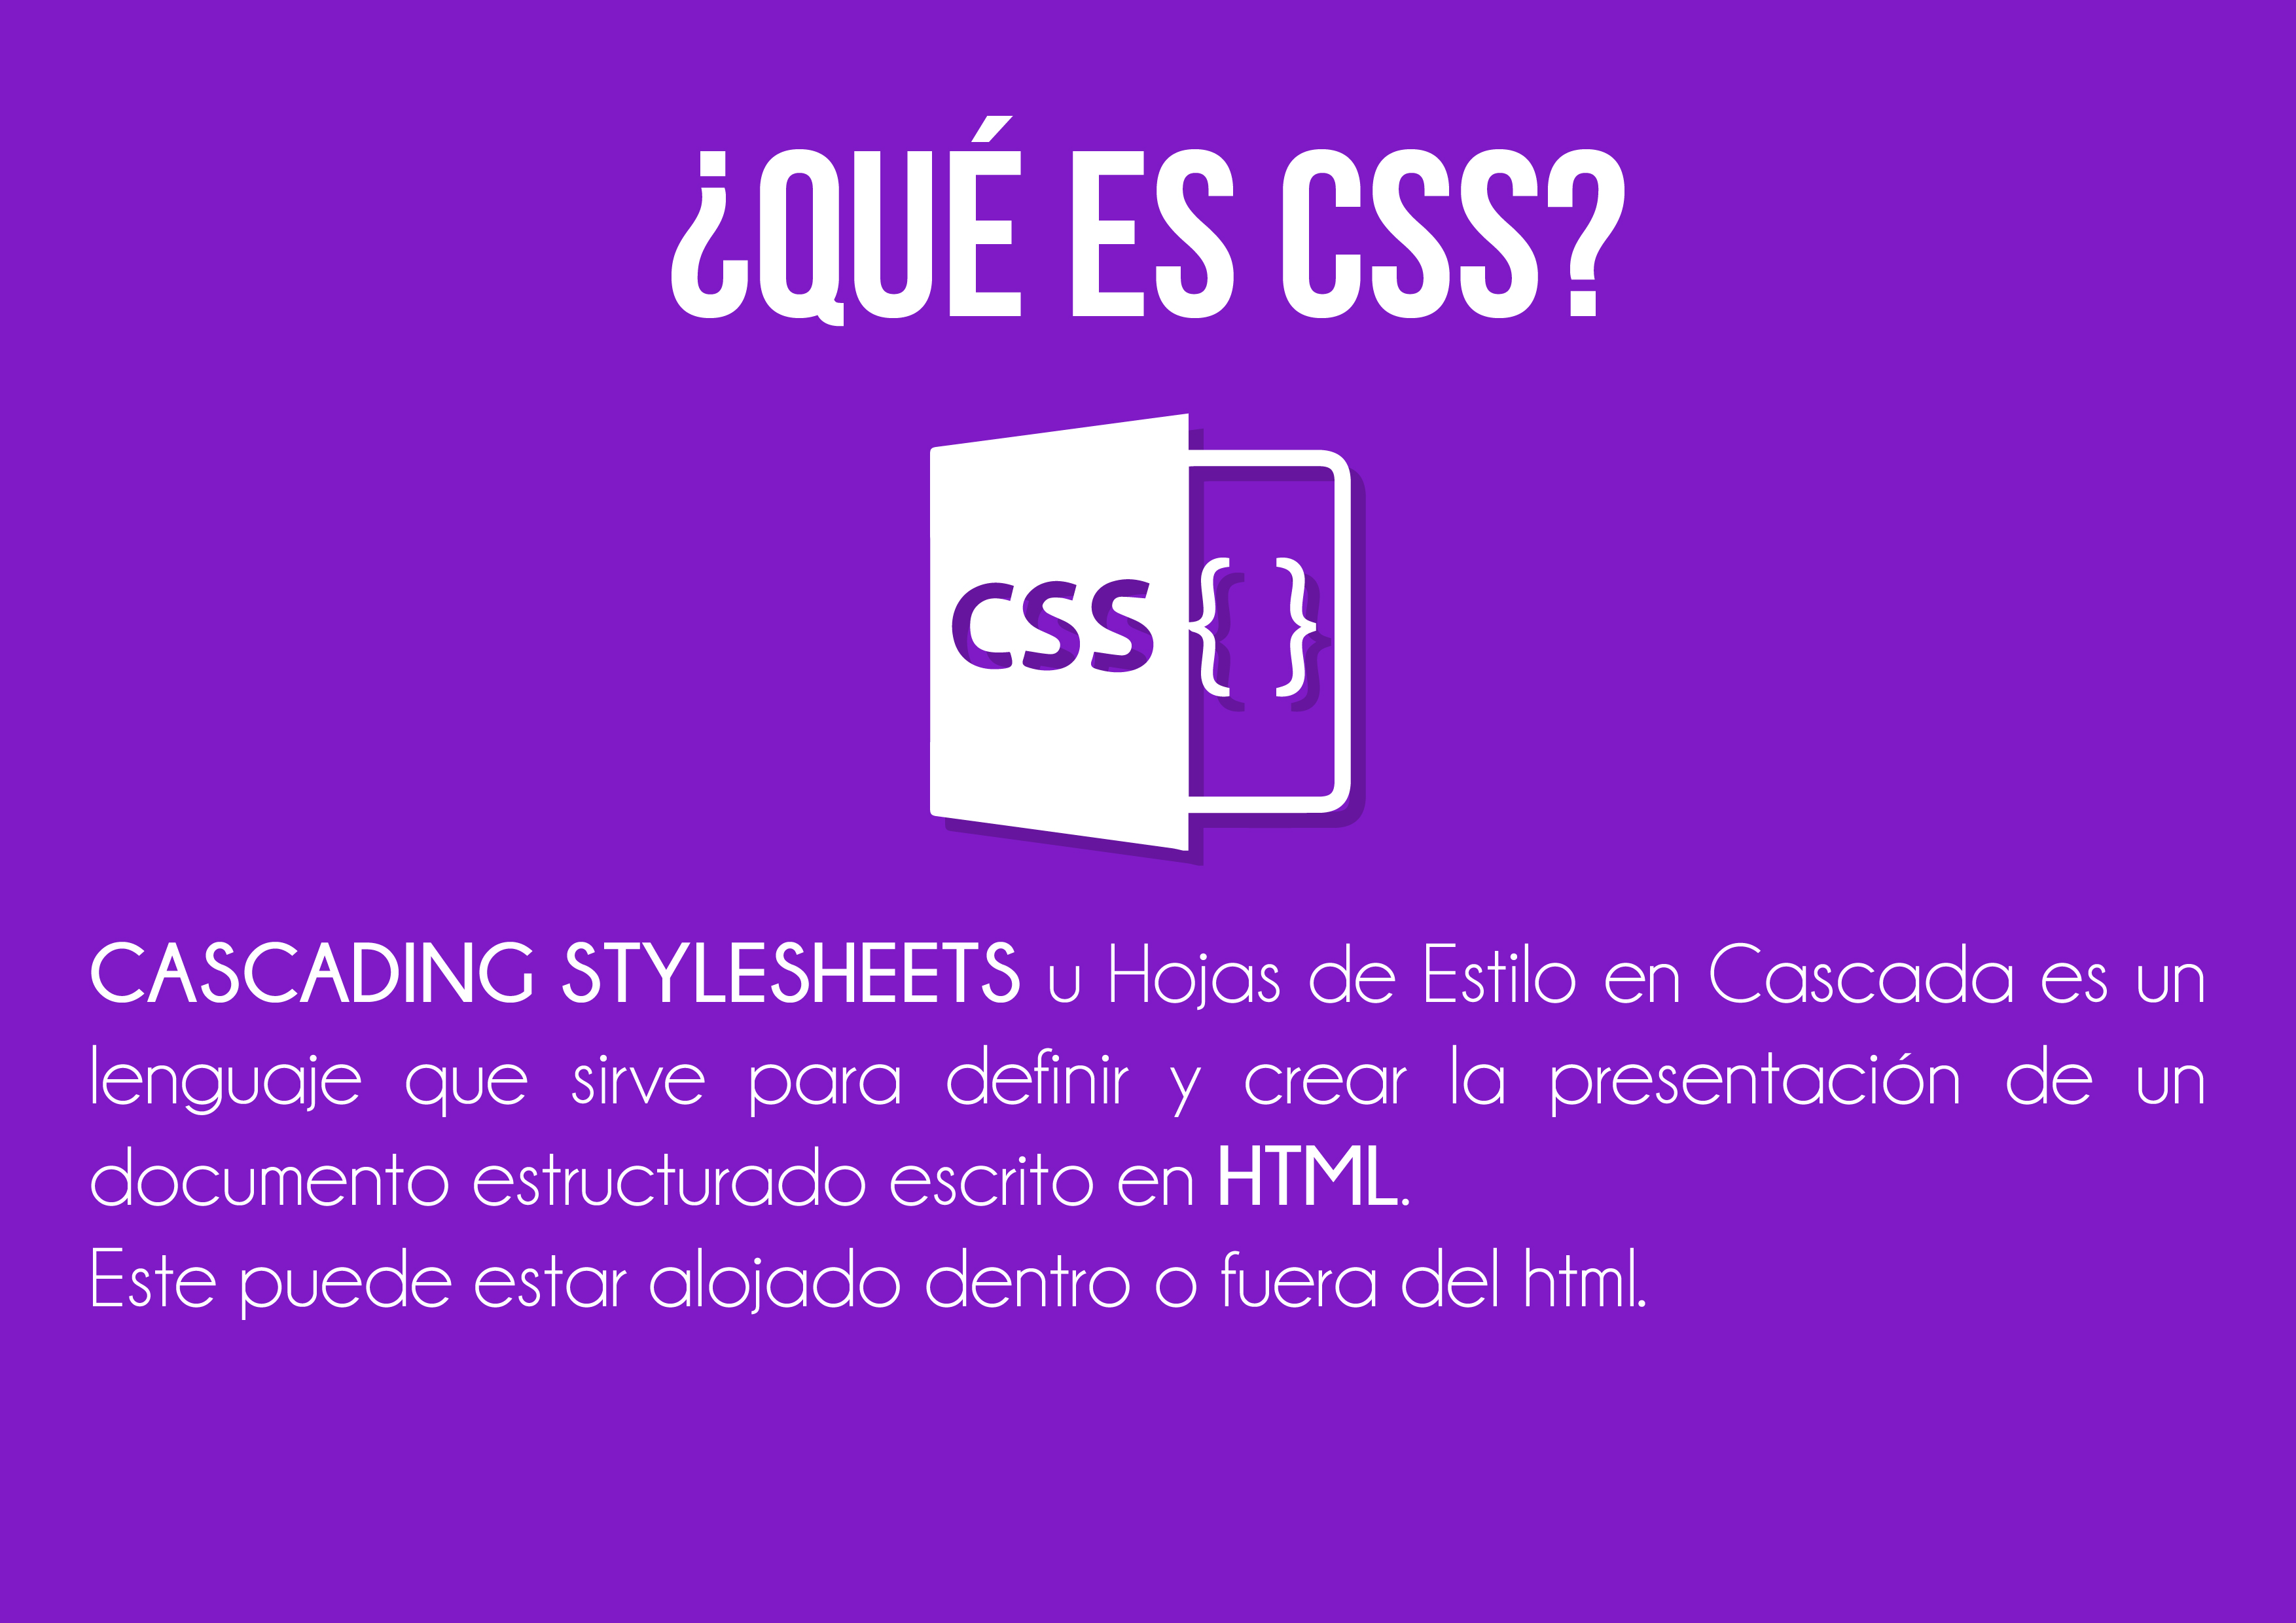 ¿QUÉ ES CSS?
CSS{ }
CASCADING STYLESHEETS u Hojas de Estilo en Cascada es un
lenguaje que sirve para definir y crear la presentación de un
documento estructurado escrito en HTML.
Este puede estar alojado dentro o fuera del html.